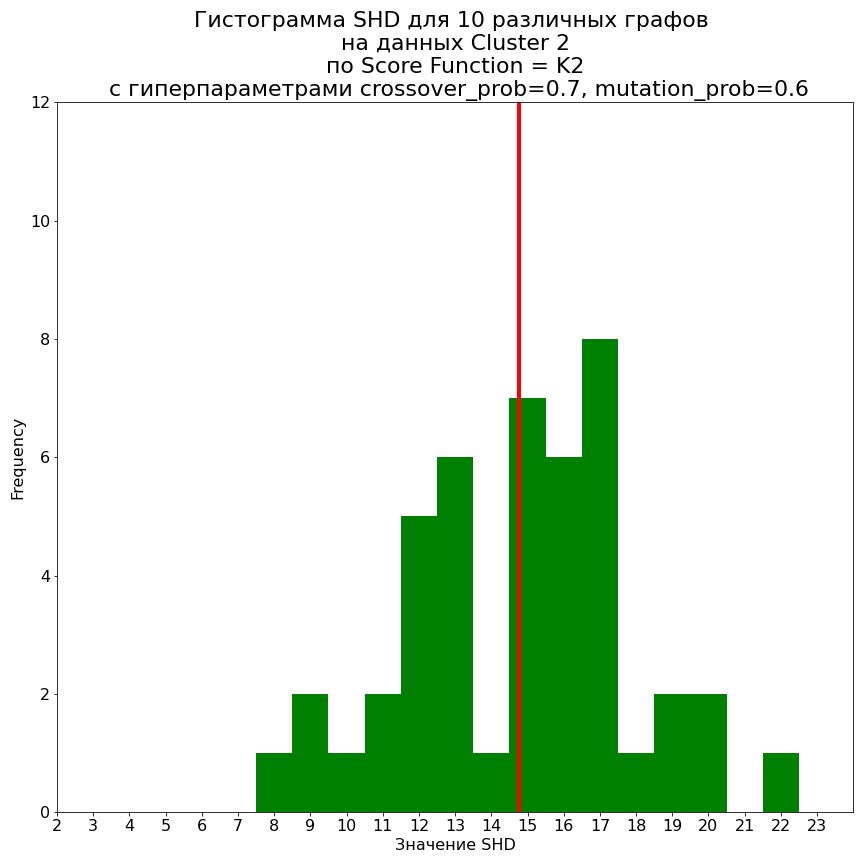 Гистограмма SHD для 10 различных графов
на данных Cluster 2
по Score Function = K2
с гиперпараметрами crossover_prob=0.7, mutation_prob=0.6
12
10
8
6
4
2
0
Frequency
2 3 4 5 6 7 8 9 10 11 12 13 14 15 16 17 18 19 20 21 22 23
Значение SHD